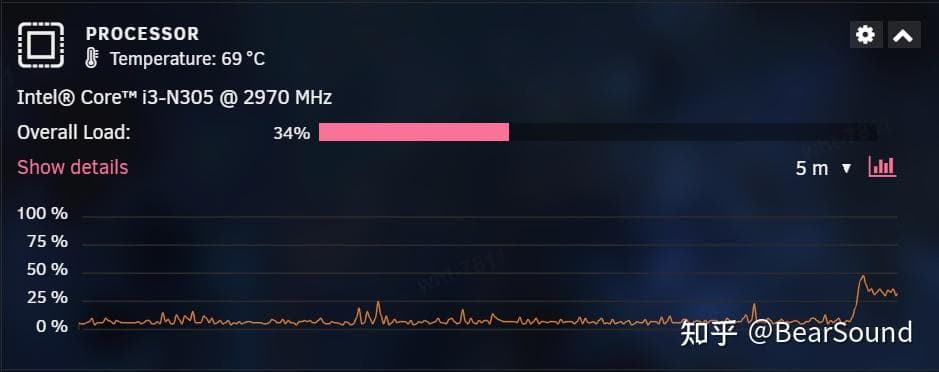 PROCESSOR
Temperature: 69 °C
Intel® Core™ i3-N305 @ 2970 MHz
Overall Load: 34%
Show details 5 m ▼
100 %
75 %
50 %
25 %
0 %
知乎 @BearSound